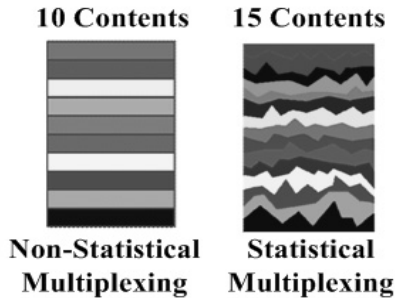 10 Contents
15 Contents
Non-Statistical
Multiplexing
Statistical
Multiplexing